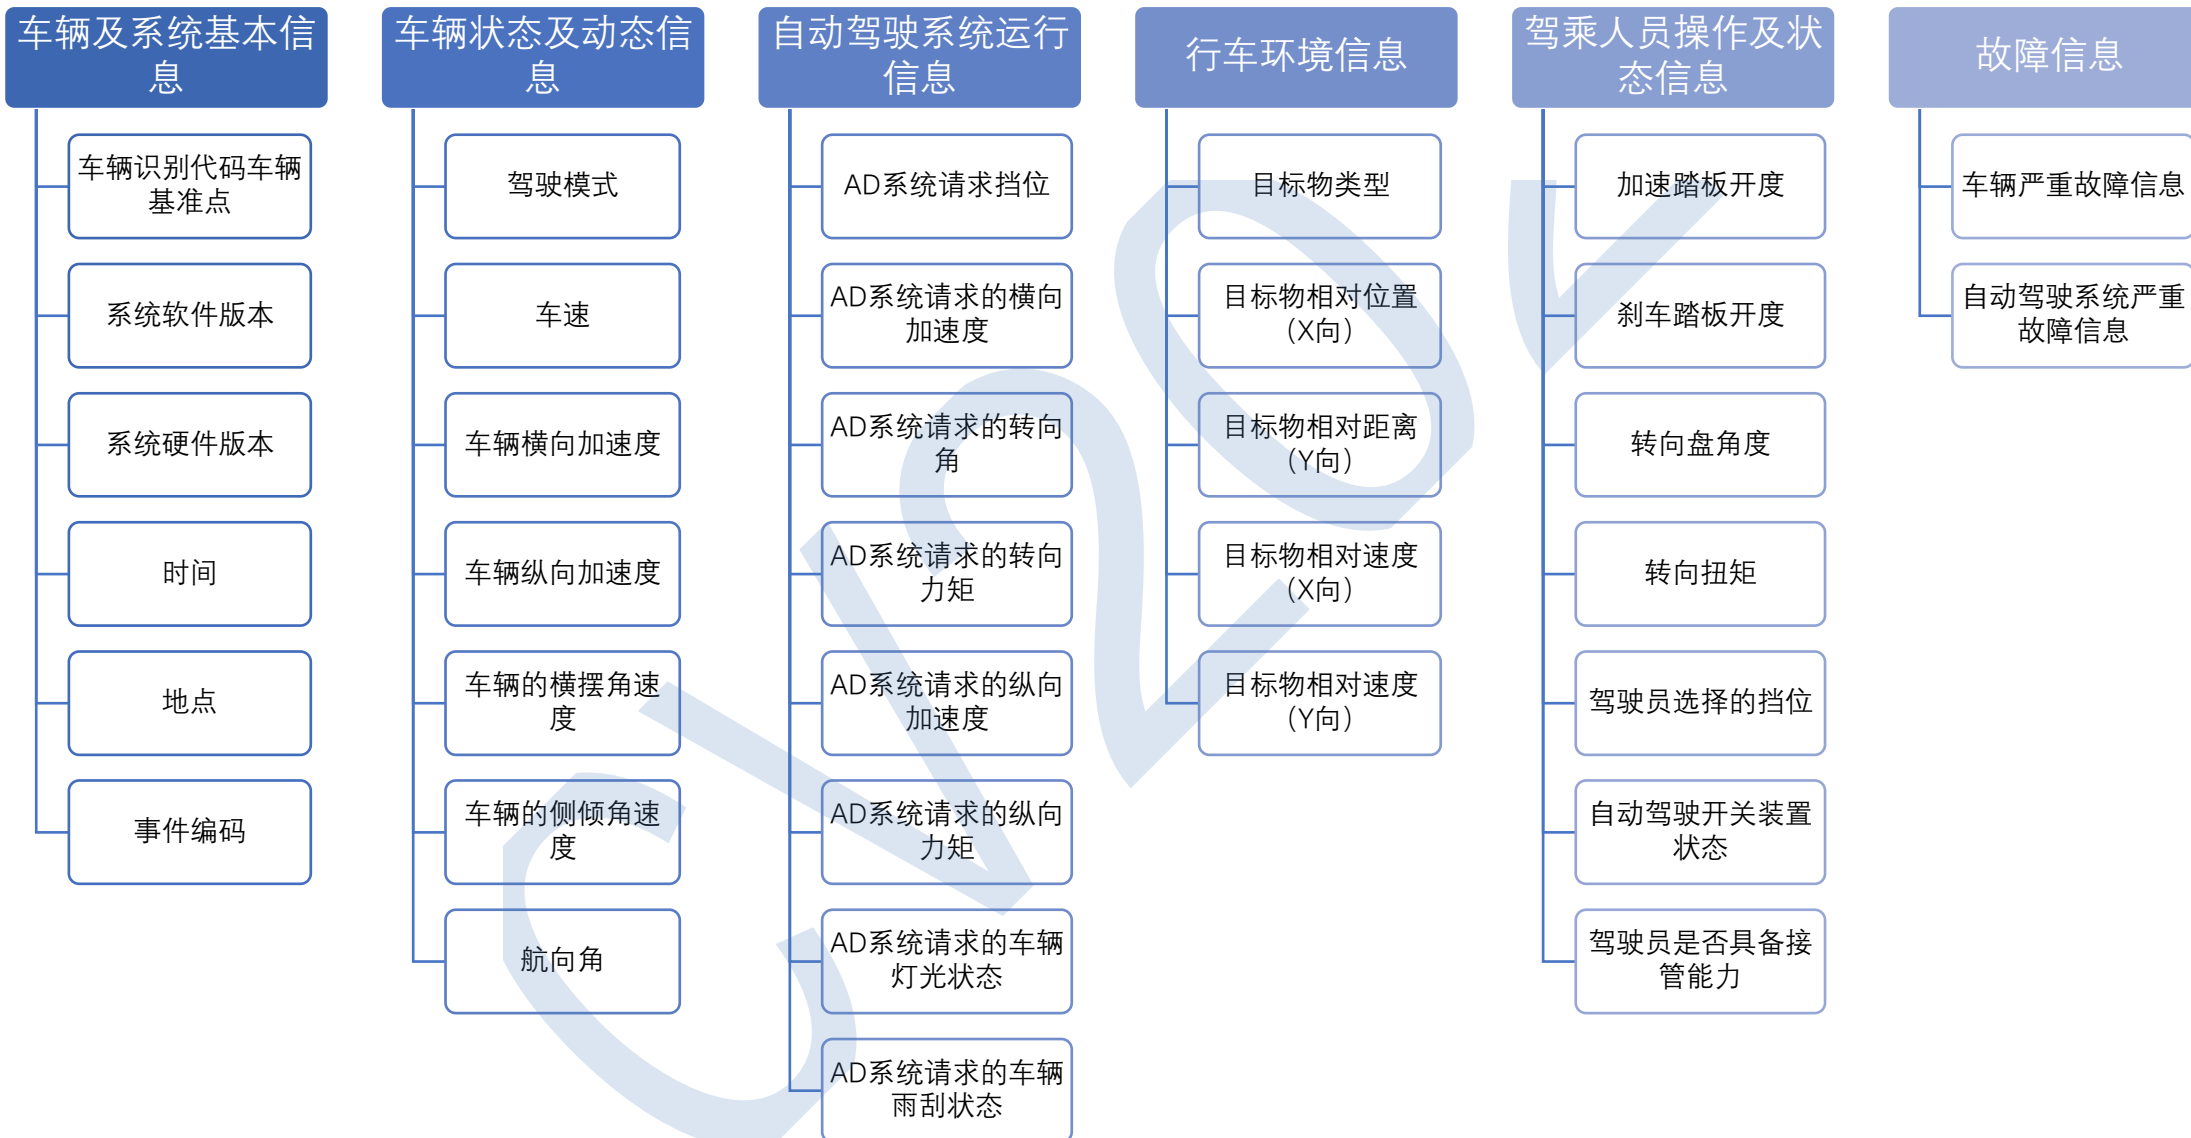 车辆及系统基本信
息
车辆识别代码车辆
基准点
系统软件版本
系统硬件版本
时间
地点
事件编码
车辆状态及动态信
息
驾驶模式
车速
车辆横向加速度
车辆纵向加速度
车辆的横摆角速
度
车辆的侧倾角速
度
航向角
自动驾驶系统运行
信息
AD系统请求挡位
AD系统请求的横向
加速度
AD系统请求的转向
角
AD系统请求的转向
力矩
AD系统请求的纵向
加速度
AD系统请求的纵向
力矩
AD系统请求的车辆
灯光状态
AD系统请求的车辆
雨刮状态
行车环境信息
目标物类型
目标物相对位置
（X向）
目标物相对距离
（Y向）
目标物相对速度
（X向）
目标物相对速度
（Y向）
驾乘人员操作及状
态信息
加速踏板开度
刹车踏板开度
转向盘角度
转向扭矩
驾驶员选择的挡位
自动驾驶开关装置
状态
驾驶员是否具备接
管能力
故障信息
车辆严重故障信息
自动驾驶系统严重
故障信息